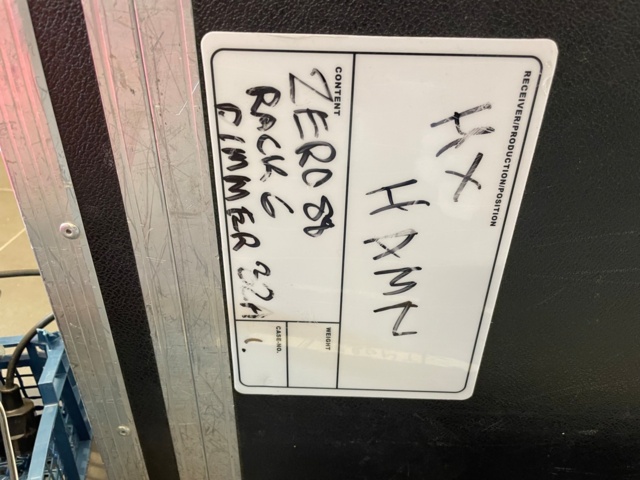 RECEIVER/PRODUCTION/POSITION
HX
HAMN
CONTENT
ZERO 88
RACK 6
DIMMER 32A
WEIGHT
CASE-NO.
1.